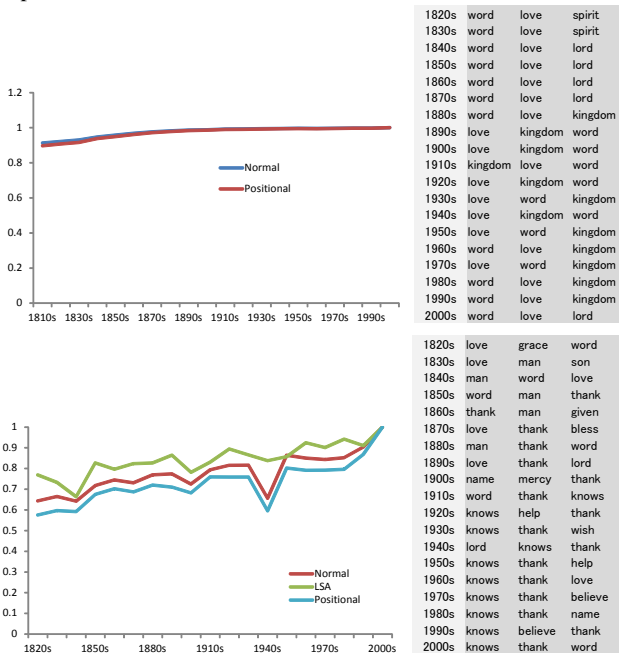 1820s word love spirit
1830s word love spirit
1840s word love lord
1850s word love lord
1860s word love lord
1870s word love lord
1880s word love kingdom
1890s love kingdom word
1900s love kingdom word
1910s kingdom love word
1920s love kingdom word
1930s love word kingdom
1940s love kingdom word
1950s love word kingdom
1960s word love kingdom
1970s love word kingdom
1980s word love kingdom
1990s word love kingdom
2000s word love lord
1.2
1
0.8
0.6
0.4
0.2
0
Normal
Positional
1810s 1830s 1850s 1870s 1890s 1910s 1930s 1950s 1970s 1990s
1820s love grace word
1830s love man son
1840s man word love
1850s word man thank
1860s thank man given
1870s love thank bless
1880s man thank word
1890s love thank lord
1900s name mercy thank
1910s word thank knows
1920s knows help thank
1930s knows thank wish
1940s lord knows thank
1950s knows thank help
1960s knows thank love
1970s knows thank believe
1980s knows thank name
1990s knows believe thank
2000s knows thank word
1
0.9
0.8
0.7
0.6
0.5
0.4
0.3
0.2
0.1
0
Normal
LSA
Positional
1820s 1850s 1880s 1910s 1940s 1970s 2000s